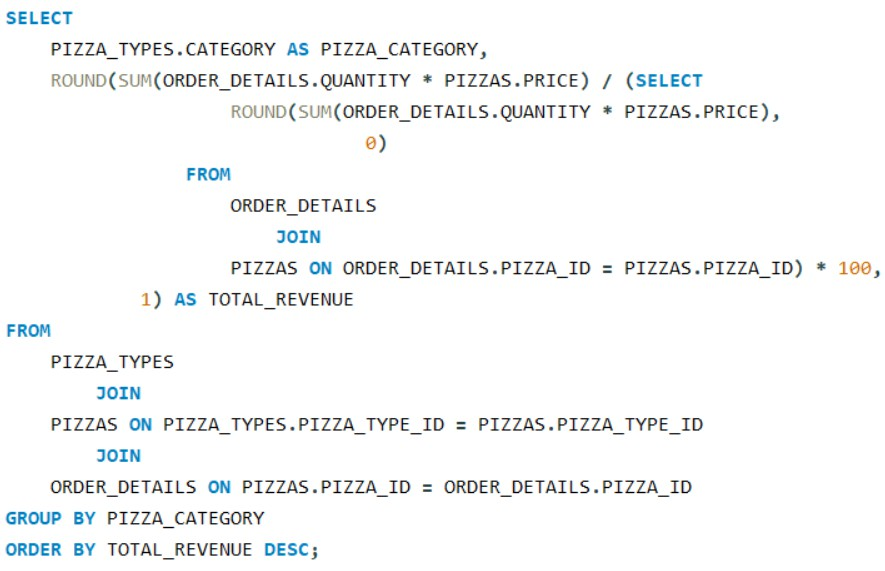 SELECT
    PIZZA_TYPES.CATEGORY AS PIZZA_CATEGORY,
    ROUND(SUM(ORDER_DETAILS.QUANTITY * PIZZAS.PRICE) / (SELECT
                    ROUND(SUM(ORDER_DETAILS.QUANTITY * PIZZAS.PRICE),
                                0)
                FROM
                    ORDER_DETAILS
                        JOIN
                    PIZZAS ON ORDER_DETAILS.PIZZA_ID = PIZZAS.PIZZA_ID) * 100,
            1) AS TOTAL_REVENUE
FROM
    PIZZA_TYPES
        JOIN
    PIZZAS ON PIZZA_TYPES.PIZZA_TYPE_ID = PIZZAS.PIZZA_TYPE_ID
        JOIN
    ORDER_DETAILS ON PIZZAS.PIZZA_ID = ORDER_DETAILS.PIZZA_ID
GROUP BY PIZZA_CATEGORY
ORDER BY TOTAL_REVENUE DESC;